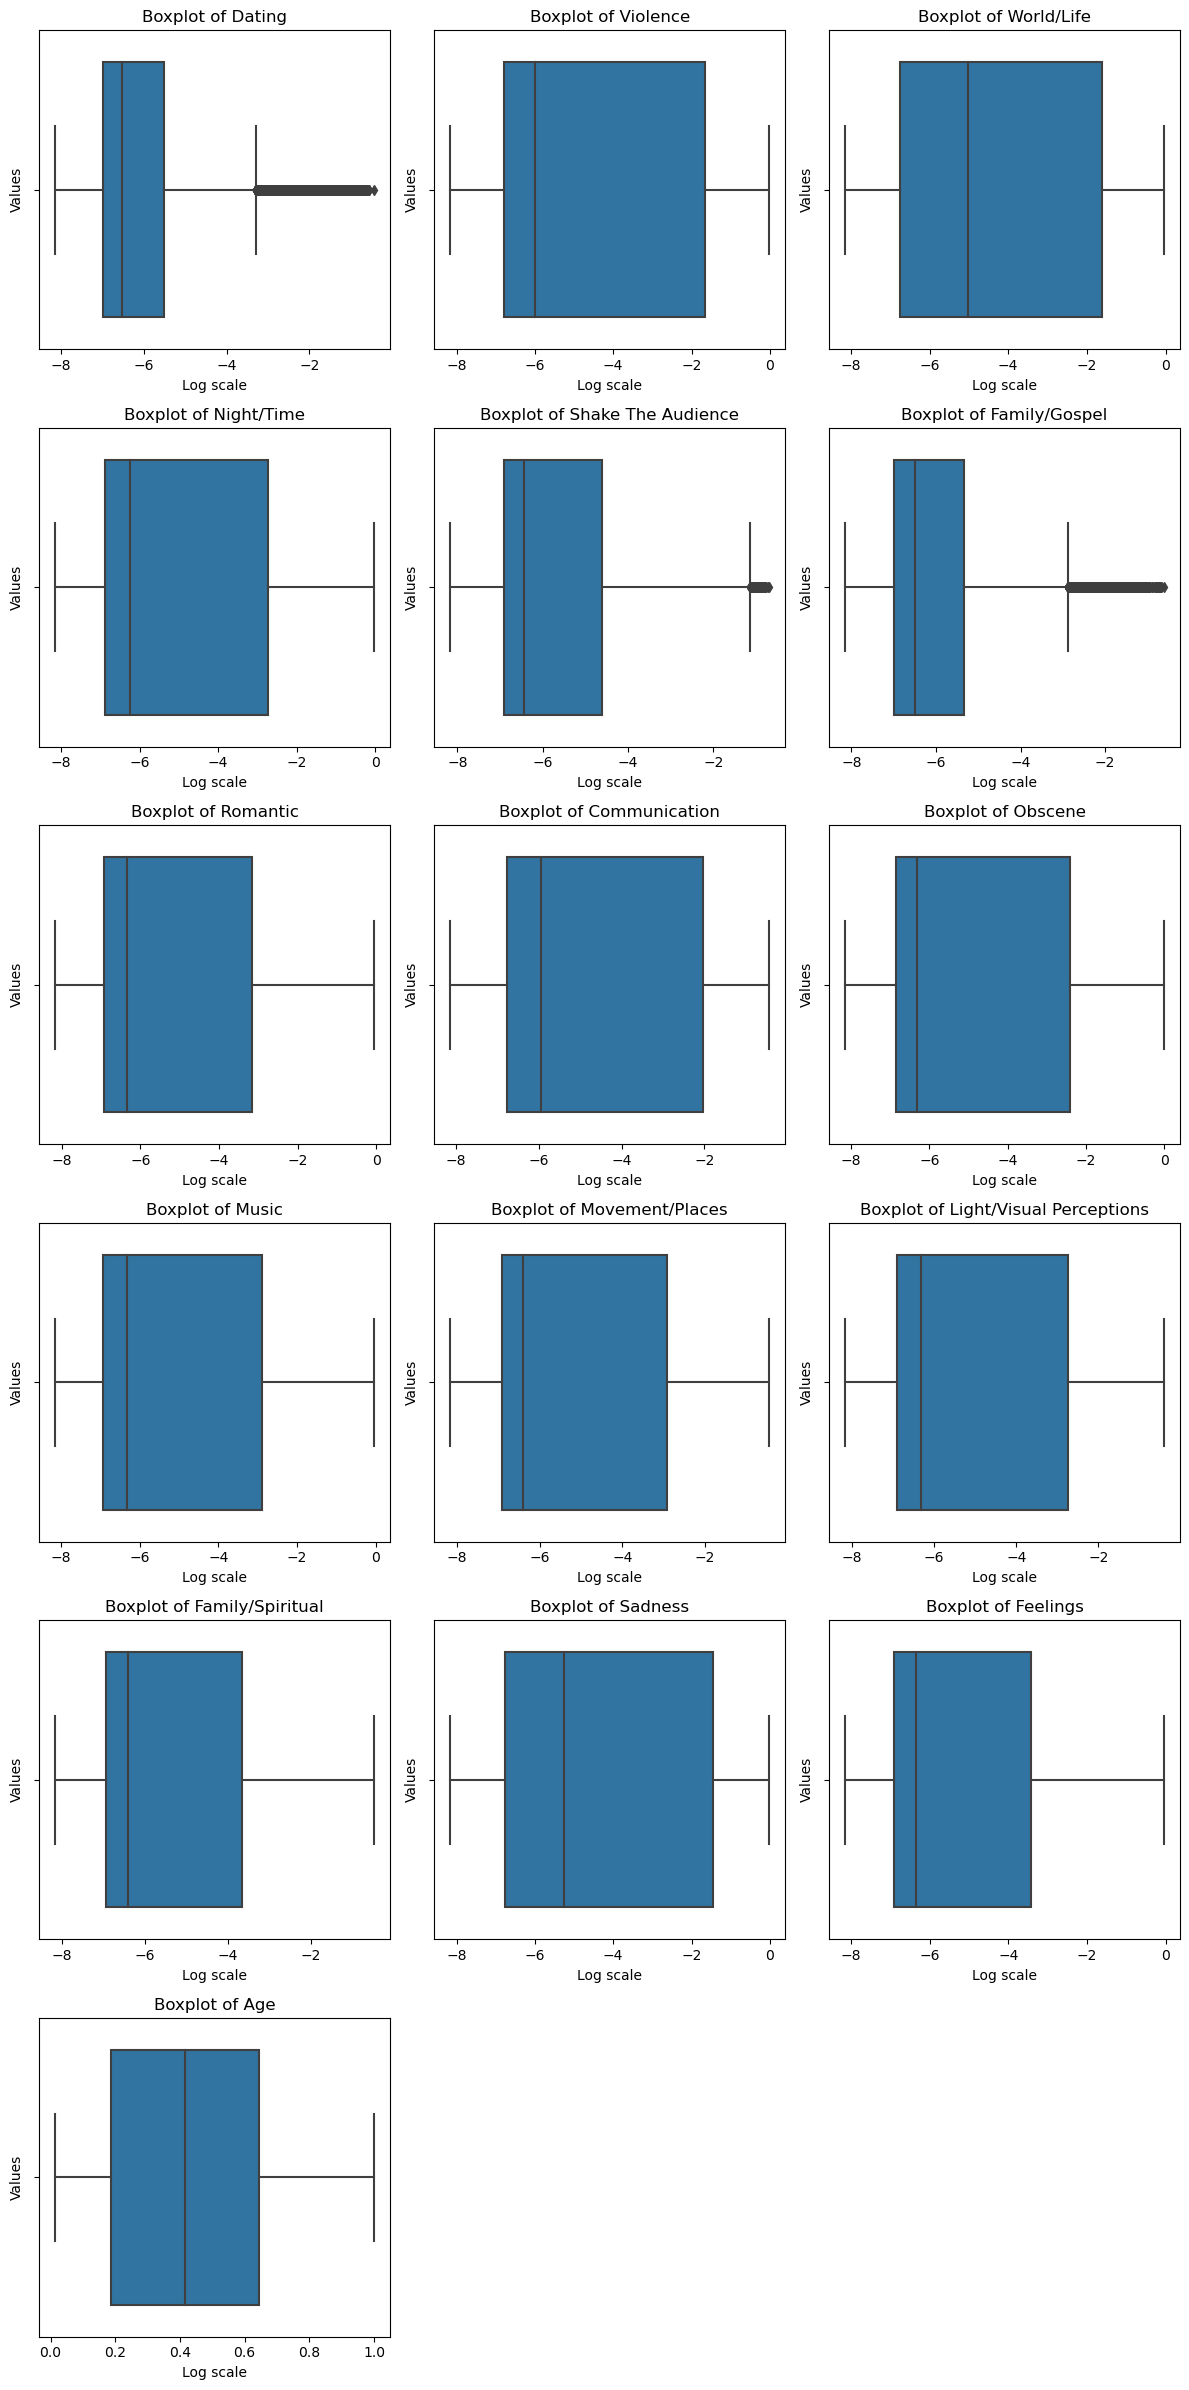 Boxplot of Dating
Boxplot of Violence
Boxplot of World/Life
Values
Values
Values
−8 −6 −4 −2
−8 −6 −4 −2 0
−8 −6 −4 −2 0
Log scale
Log scale
Log scale
Boxplot of Night/Time
Boxplot of Shake The Audience
Boxplot of Family/Gospel
Values
Values
Values
−8 −6 −4 −2 0
−8 −6 −4 −2
−8 −6 −4 −2
Log scale
Log scale
Log scale
Boxplot of Romantic
Boxplot of Communication
Boxplot of Obscene
Values
Values
Values
−8 −6 −4 −2 0
−8 −6 −4 −2
−8 −6 −4 −2 0
Log scale
Log scale
Log scale
Boxplot of Music
Boxplot of Movement/Places
Boxplot of Light/Visual Perceptions
Values
Values
Values
−8 −6 −4 −2 0
−8 −6 −4 −2
−8 −6 −4 −2
Log scale
Log scale
Log scale
Boxplot of Family/Spiritual
Boxplot of Sadness
Boxplot of Feelings
Values
Values
Values
−8 −6 −4 −2
−8 −6 −4 −2 0
−8 −6 −4 −2 0
Log scale
Log scale
Log scale
Boxplot of Age
Values
0.0 0.2 0.4 0.6 0.8 1.0
Log scale